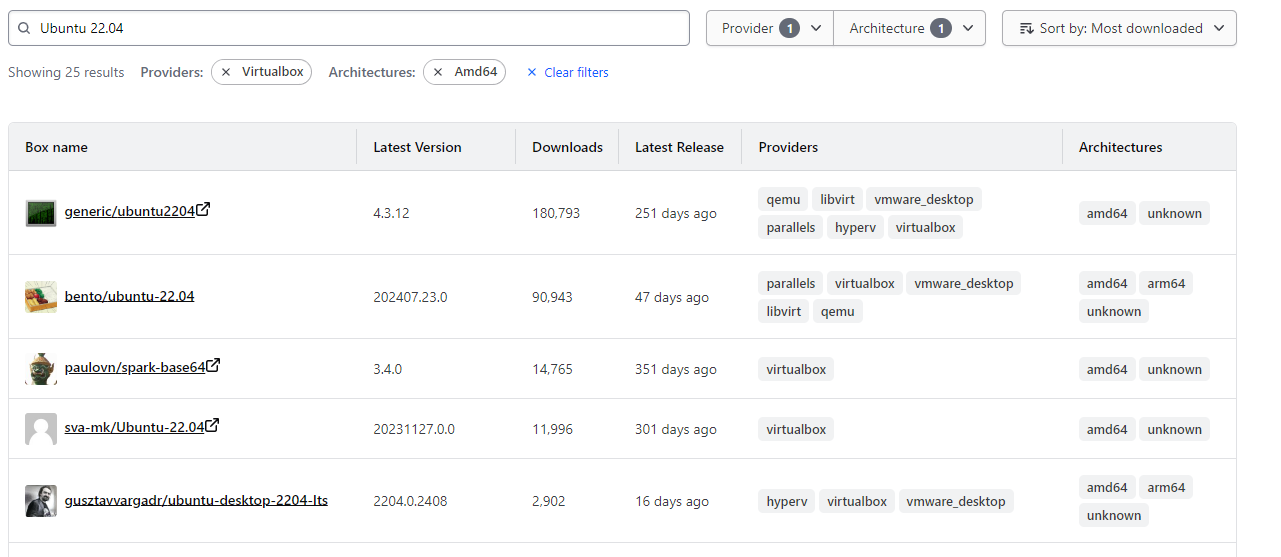 Ubuntu 22.04 Provider 1 Architecture 1 Sort by: Most downloaded
Showing 25 results Providers: × Virtualbox Architectures: × Amd64 × Clear filters
Box name Latest Version Downloads Latest Release Providers Architectures
generic/ubuntu2204 4.3.12 180,793 251 days ago qemu libvirt vmware_desktop amd64 unknown
parallels hyperv virtualbox
bento/ubuntu-22.04 202407.23.0 90,943 47 days ago parallels virtualbox vmware_desktop amd64 arm64
libvirt qemu unknown
paulovn/spark-base64 3.4.0 14,765 351 days ago virtualbox amd64 unknown
sva-mk/Ubuntu-22.04 20231127.0.0 11,996 301 days ago virtualbox amd64 unknown
gusztavvargadr/ubuntu-desktop-2204-lts 2204.0.2408 2,902 16 days ago hyperv virtualbox vmware_desktop amd64 arm64
unknown